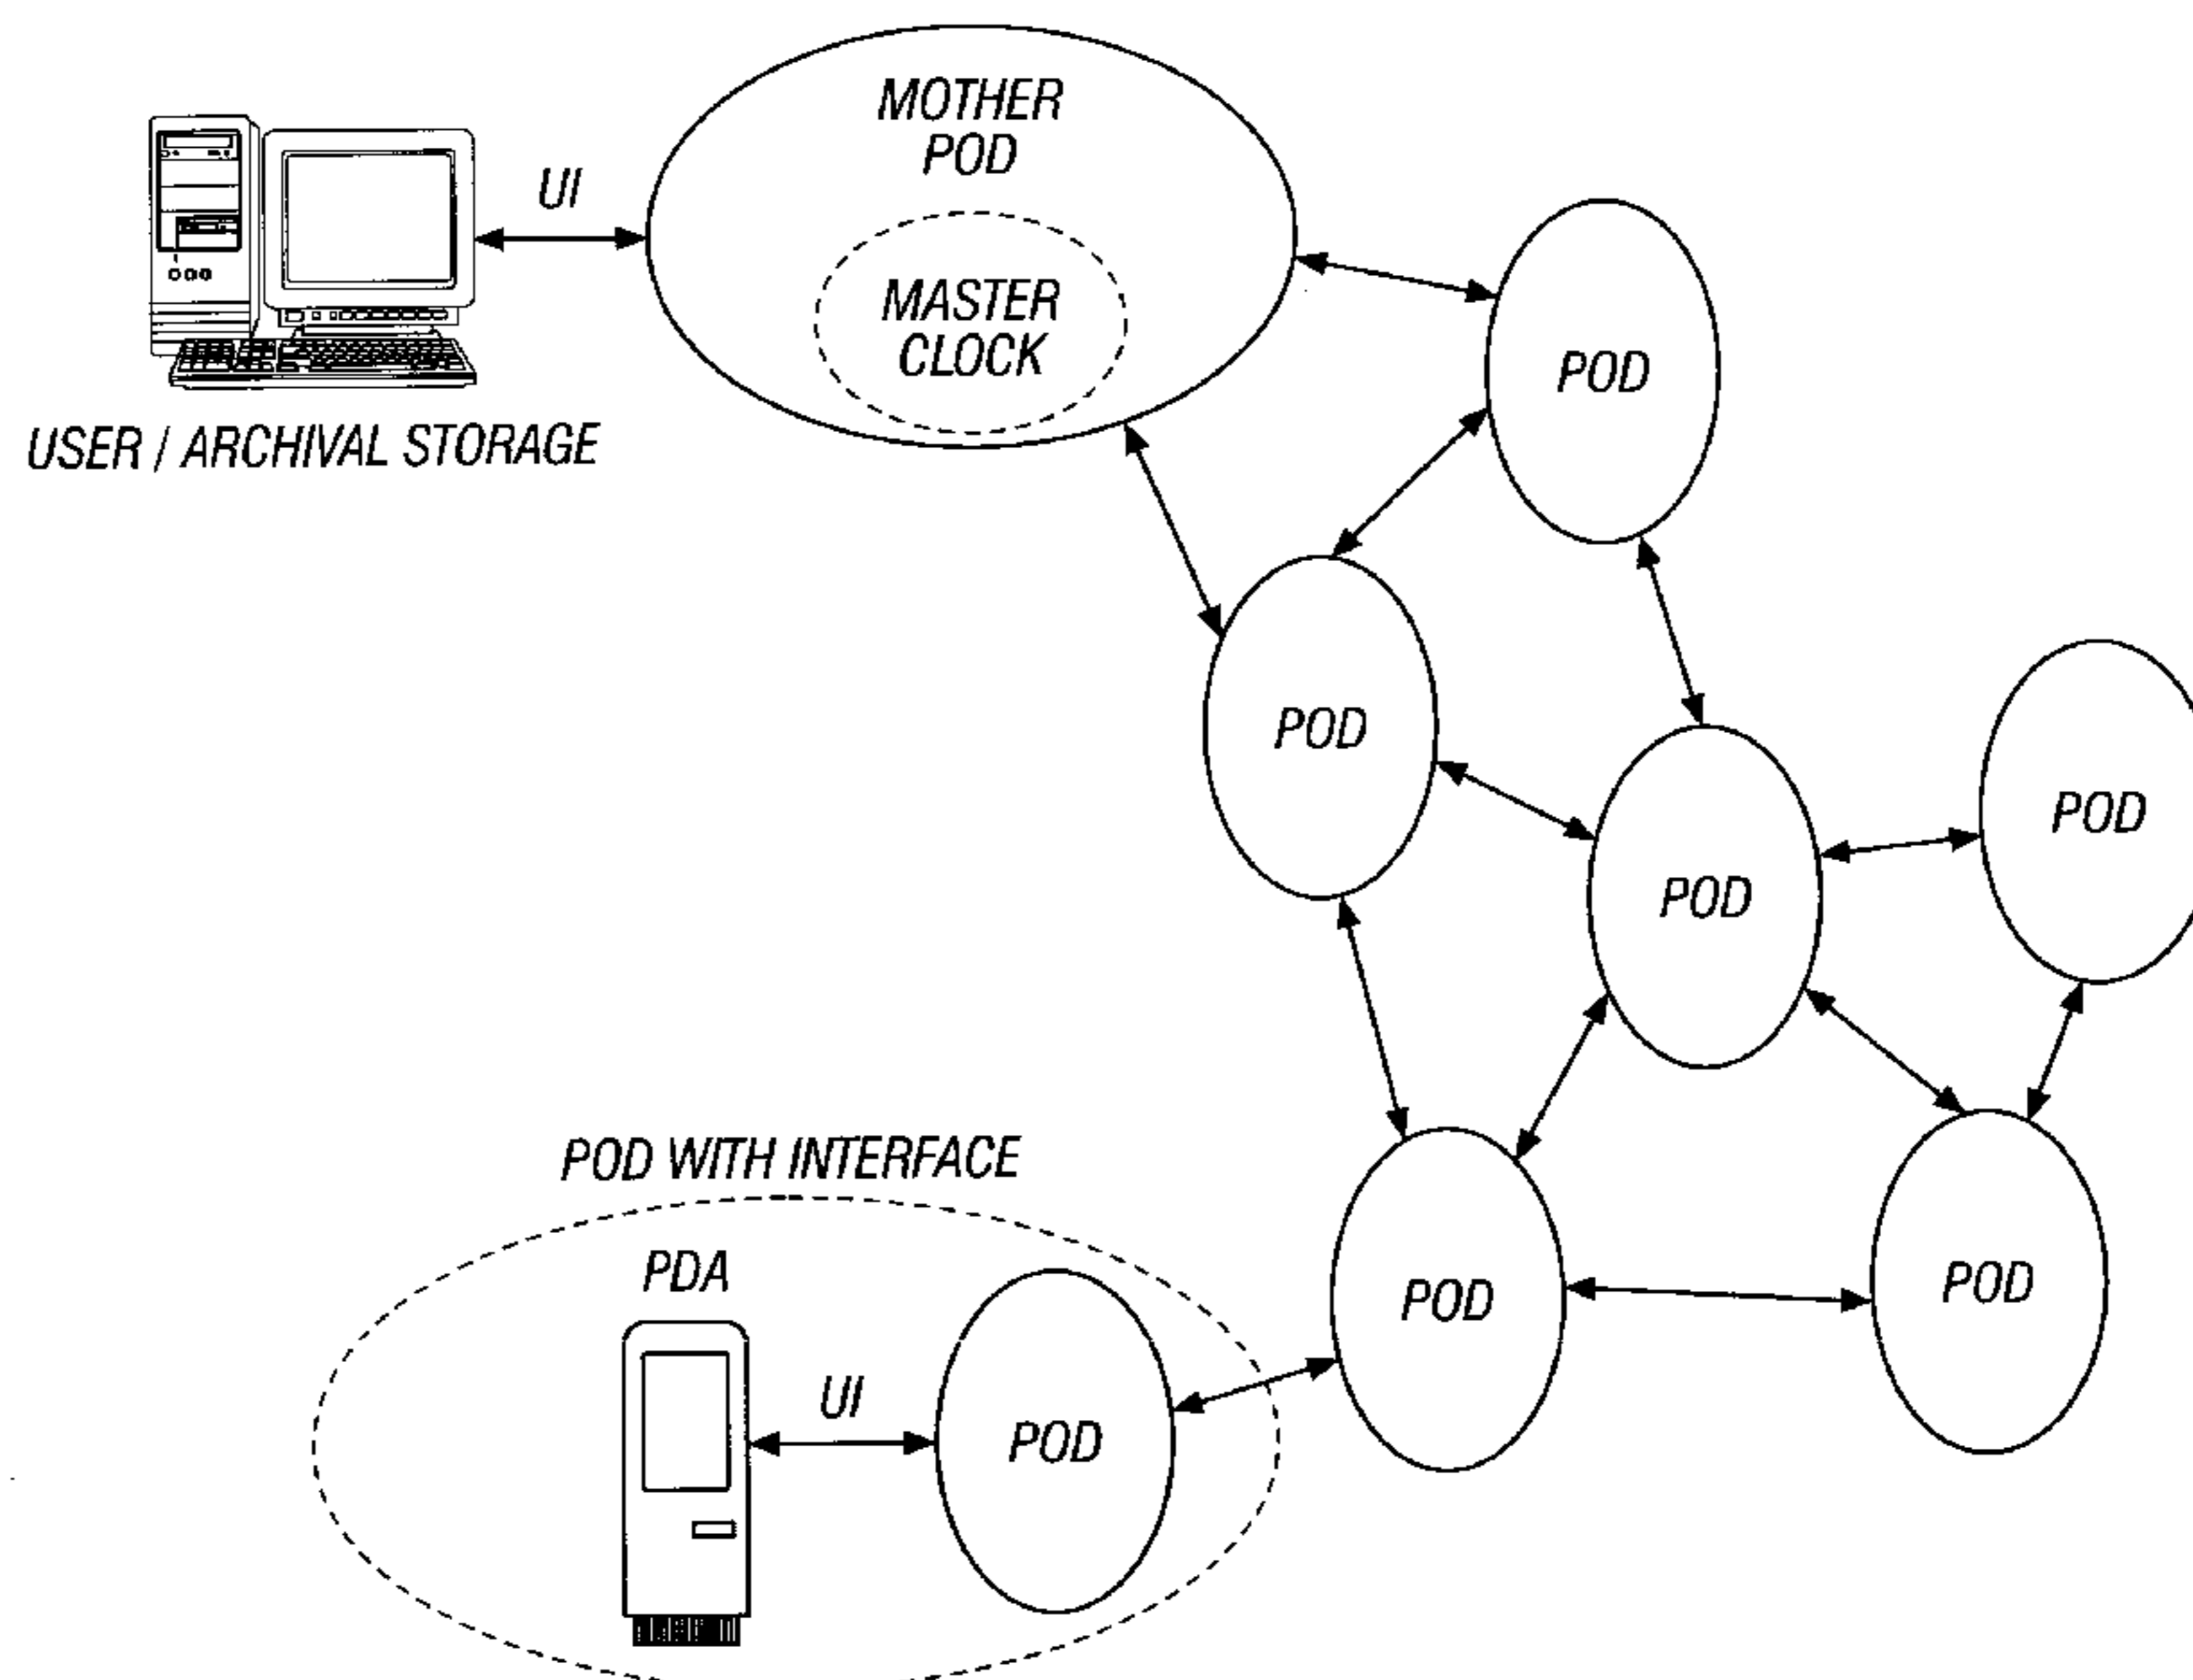 MOTHER
POD
UI
MASTER
CLOCK
USER / ARCHIVAL STORAGE
POD
POD
POD
POD
POD WITH INTERFACE
PDA
UI
POD
POD
POD